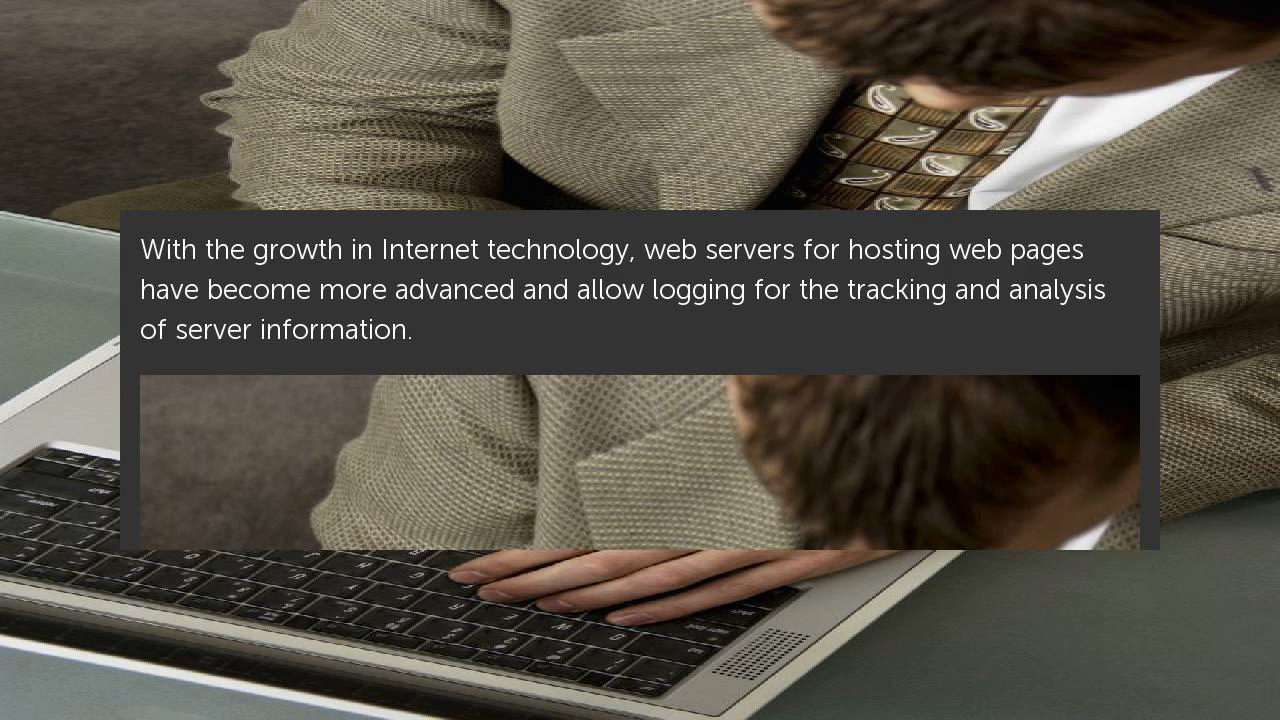 With the growth in Internet technology, web servers for hosting web pages
have become more advanced and allow logging for the tracking and analysis
of server information.